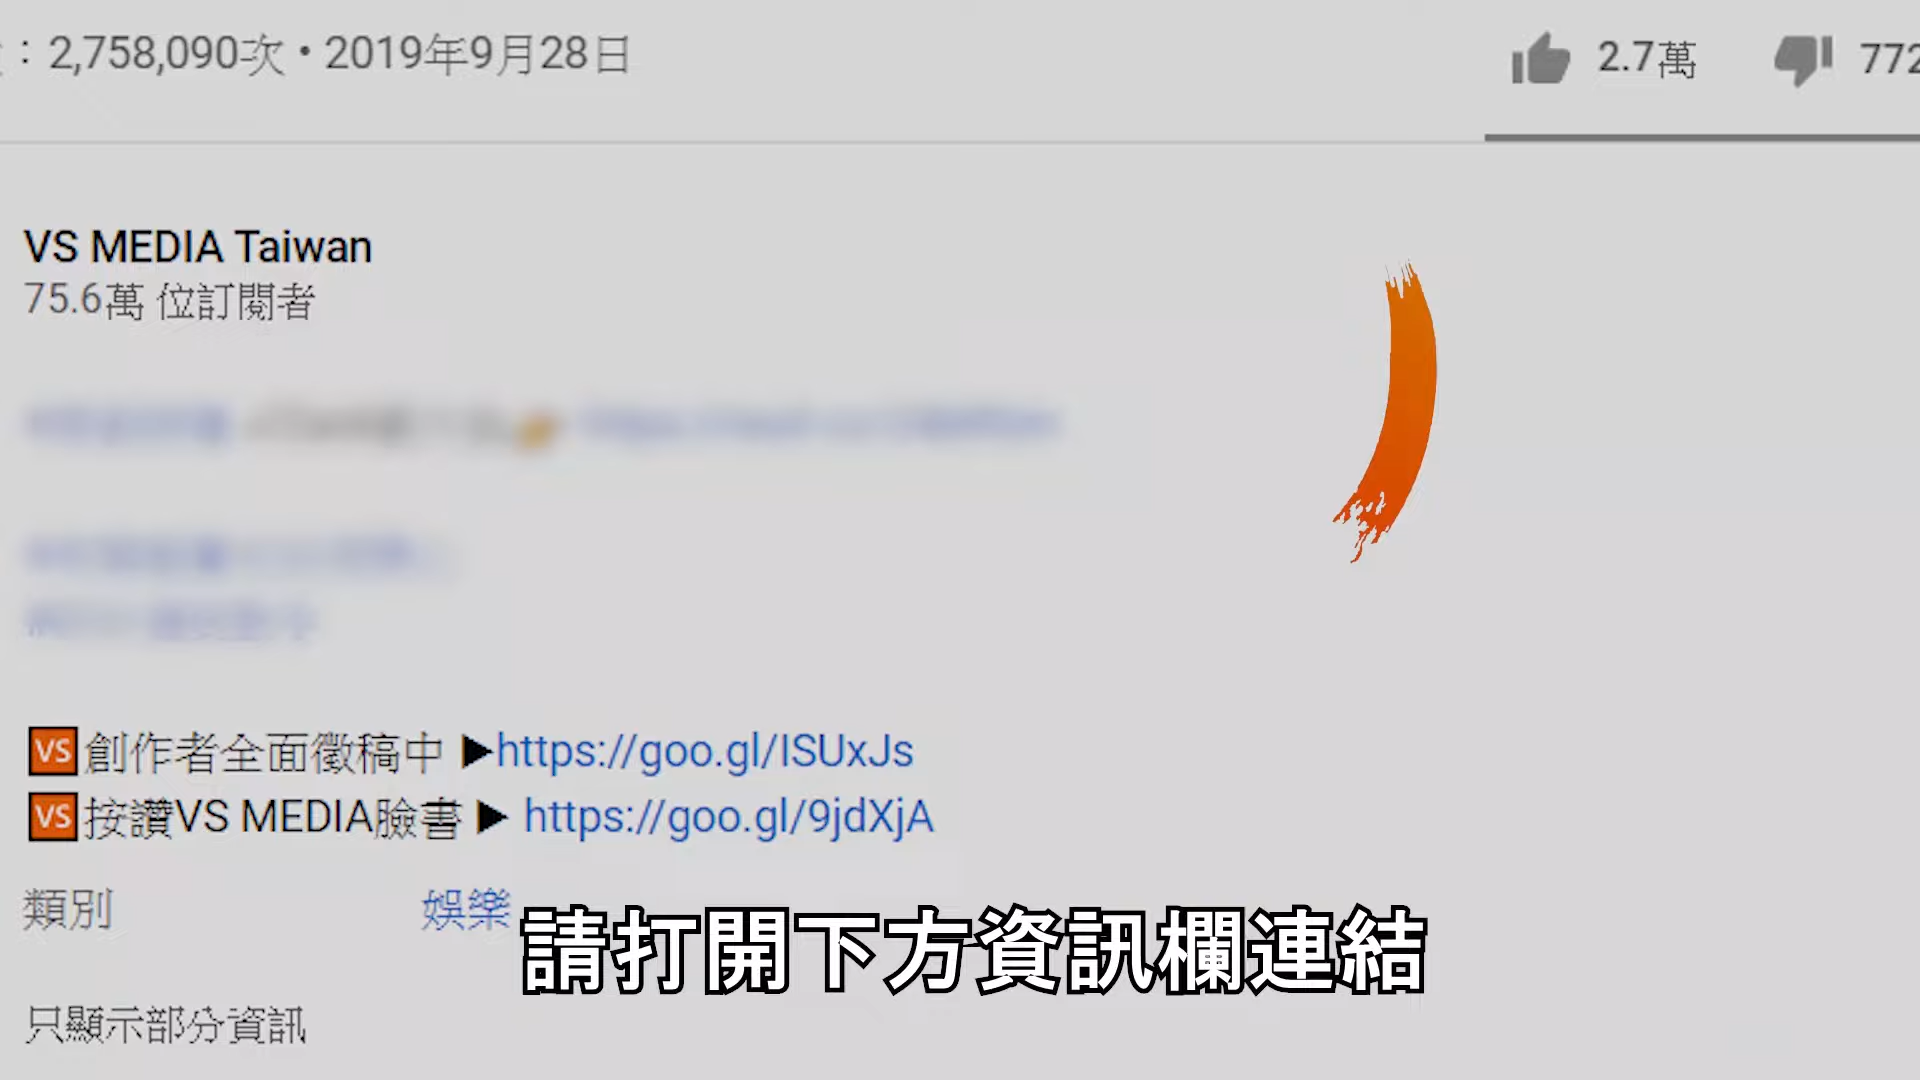 ：2,758,090次 • 2019年9月28日
2.7萬
772
VS MEDIA Taiwan
75.6萬 位訂閱者
VS 創作者全面徵稿中 ▶https://goo.gl/ISUxJs
VS 按讚VS MEDIA臉書 ▶ https://goo.gl/9jdXjA
類別 娛樂
請打開下方資訊欄連結
只顯示部分資訊